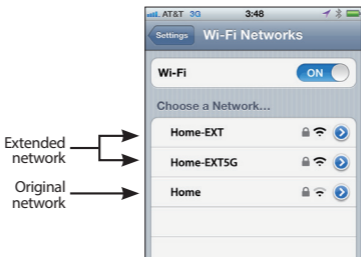 AT&T 3G 3:48
Settings Wi-Fi Networks
Wi-Fi ON
Choose a Network...
Extended
network
Home-EXT
Home-EXT5G
Original
network
Home